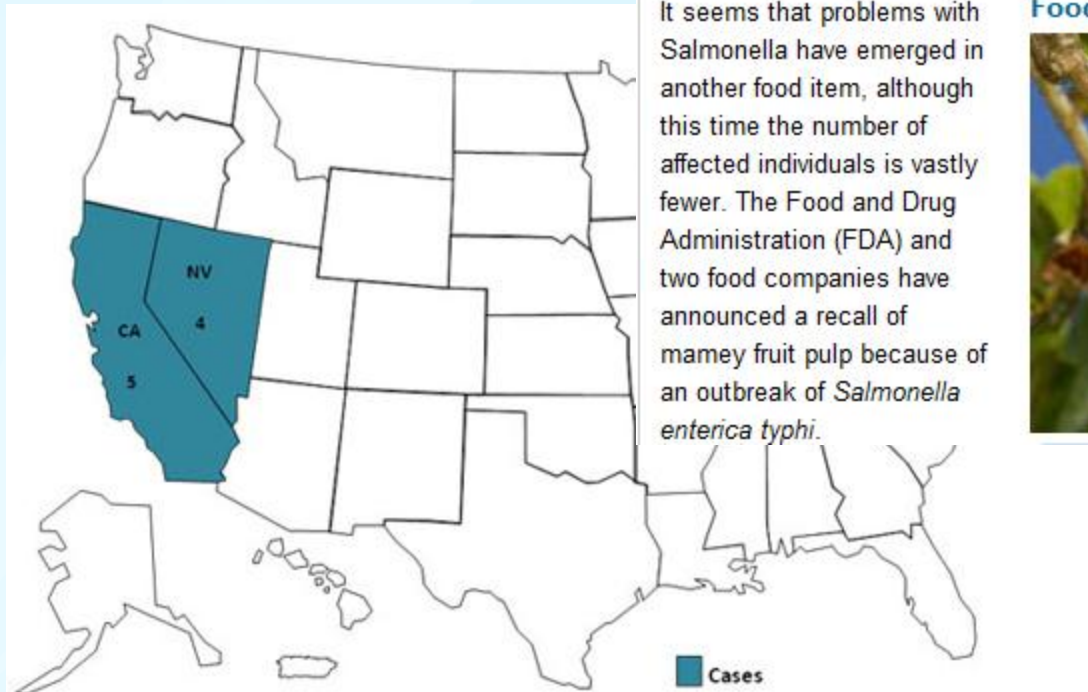 It seems that problems with
Salmonella have emerged in
another food item, although
this time the number of
affected individuals is vastly
fewer. The Food and Drug
Administration (FDA) and
two food companies have
announced a recall of
mamey fruit pulp because of
an outbreak of Salmonella
enterica typhi.
Food
NV
4
CA
5
Cases